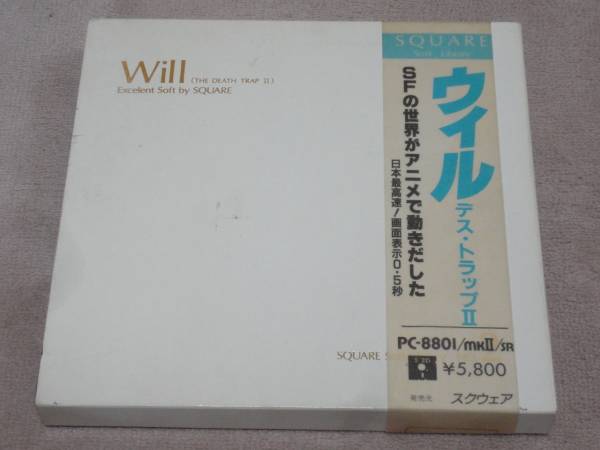 Will (THE DEATH TRAP II)
Excelent Soft by SQUARE
SQUARE S
SQUARE
Soft Library
ウイル
デス・トラップII
SFの世界がアニメで動きだした
日本最高速!画面表示0・5秒
PC-8801/mkII/SR
5"2D
¥5,800
発売元 スクウェア